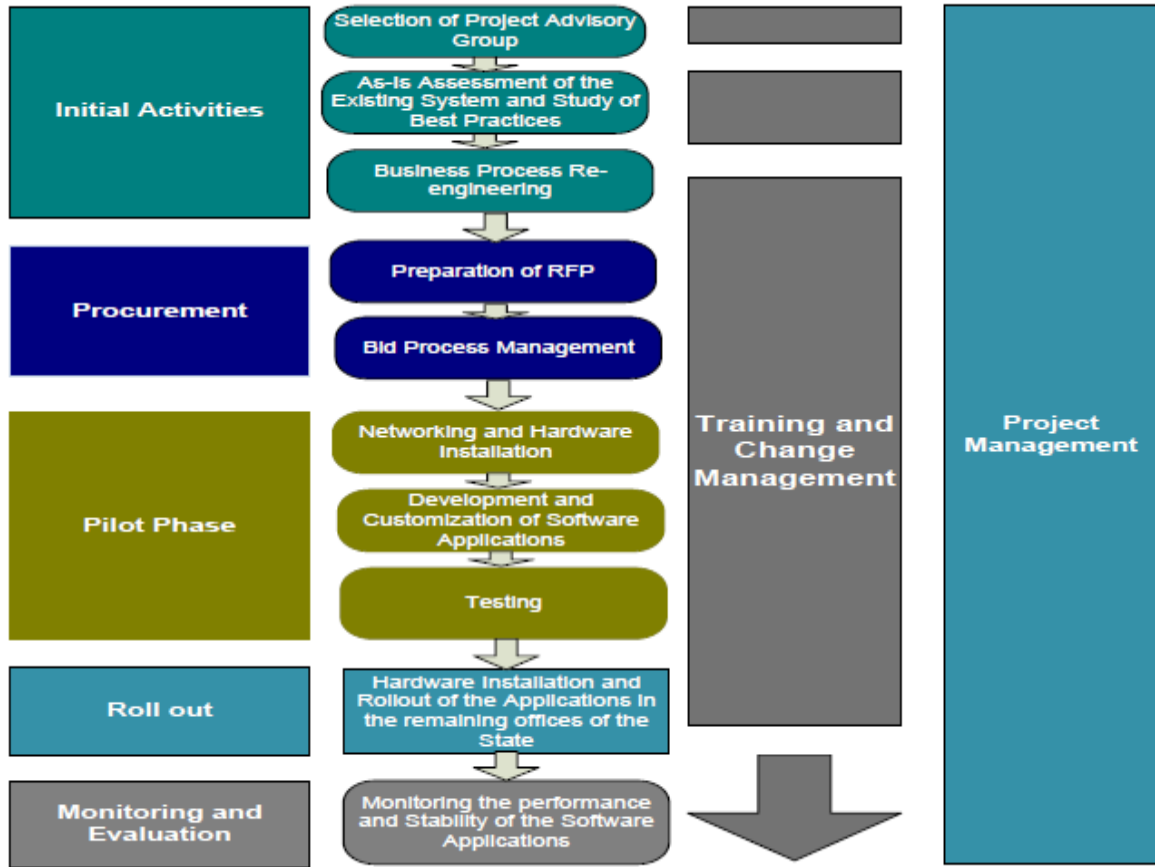 Initial Activities
Selection of Project Advisory
Group
As-Is Assessment of the
Existing System and Study of
Best Practices
Business Process Re-
engineering
Procurement
Preparation of RFP
Bid Process Management
Pilot Phase
Networking and Hardware
Installation
Development and
Customization of Software
Applications
Testing
Roll out
Hardware Installation and
Rollout of the Applications in
the remaining offices of the
State
Monitoring and
Evaluation
Monitoring the performance
and Stability of the Software
Applications
Training and
Change
Management
Project
Management